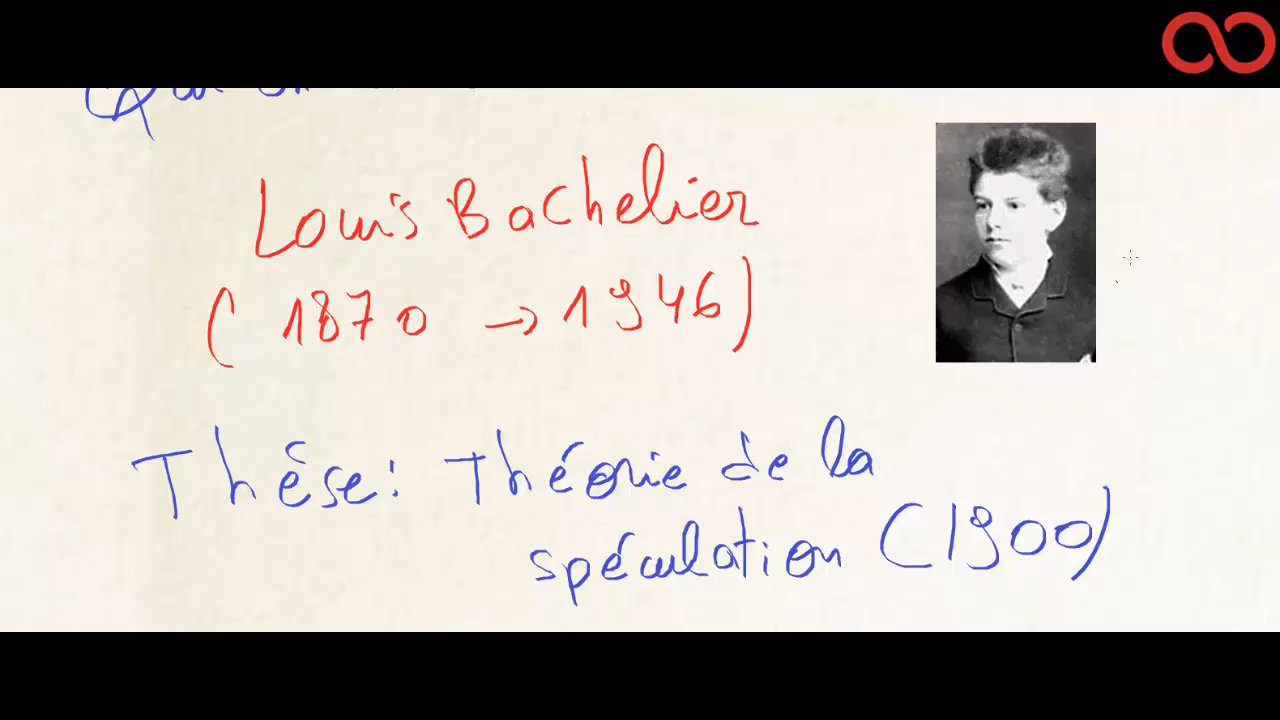 Louis Bachelier
(1870 → 1946)
Thèse: Théorie de la
spéculation (1900)